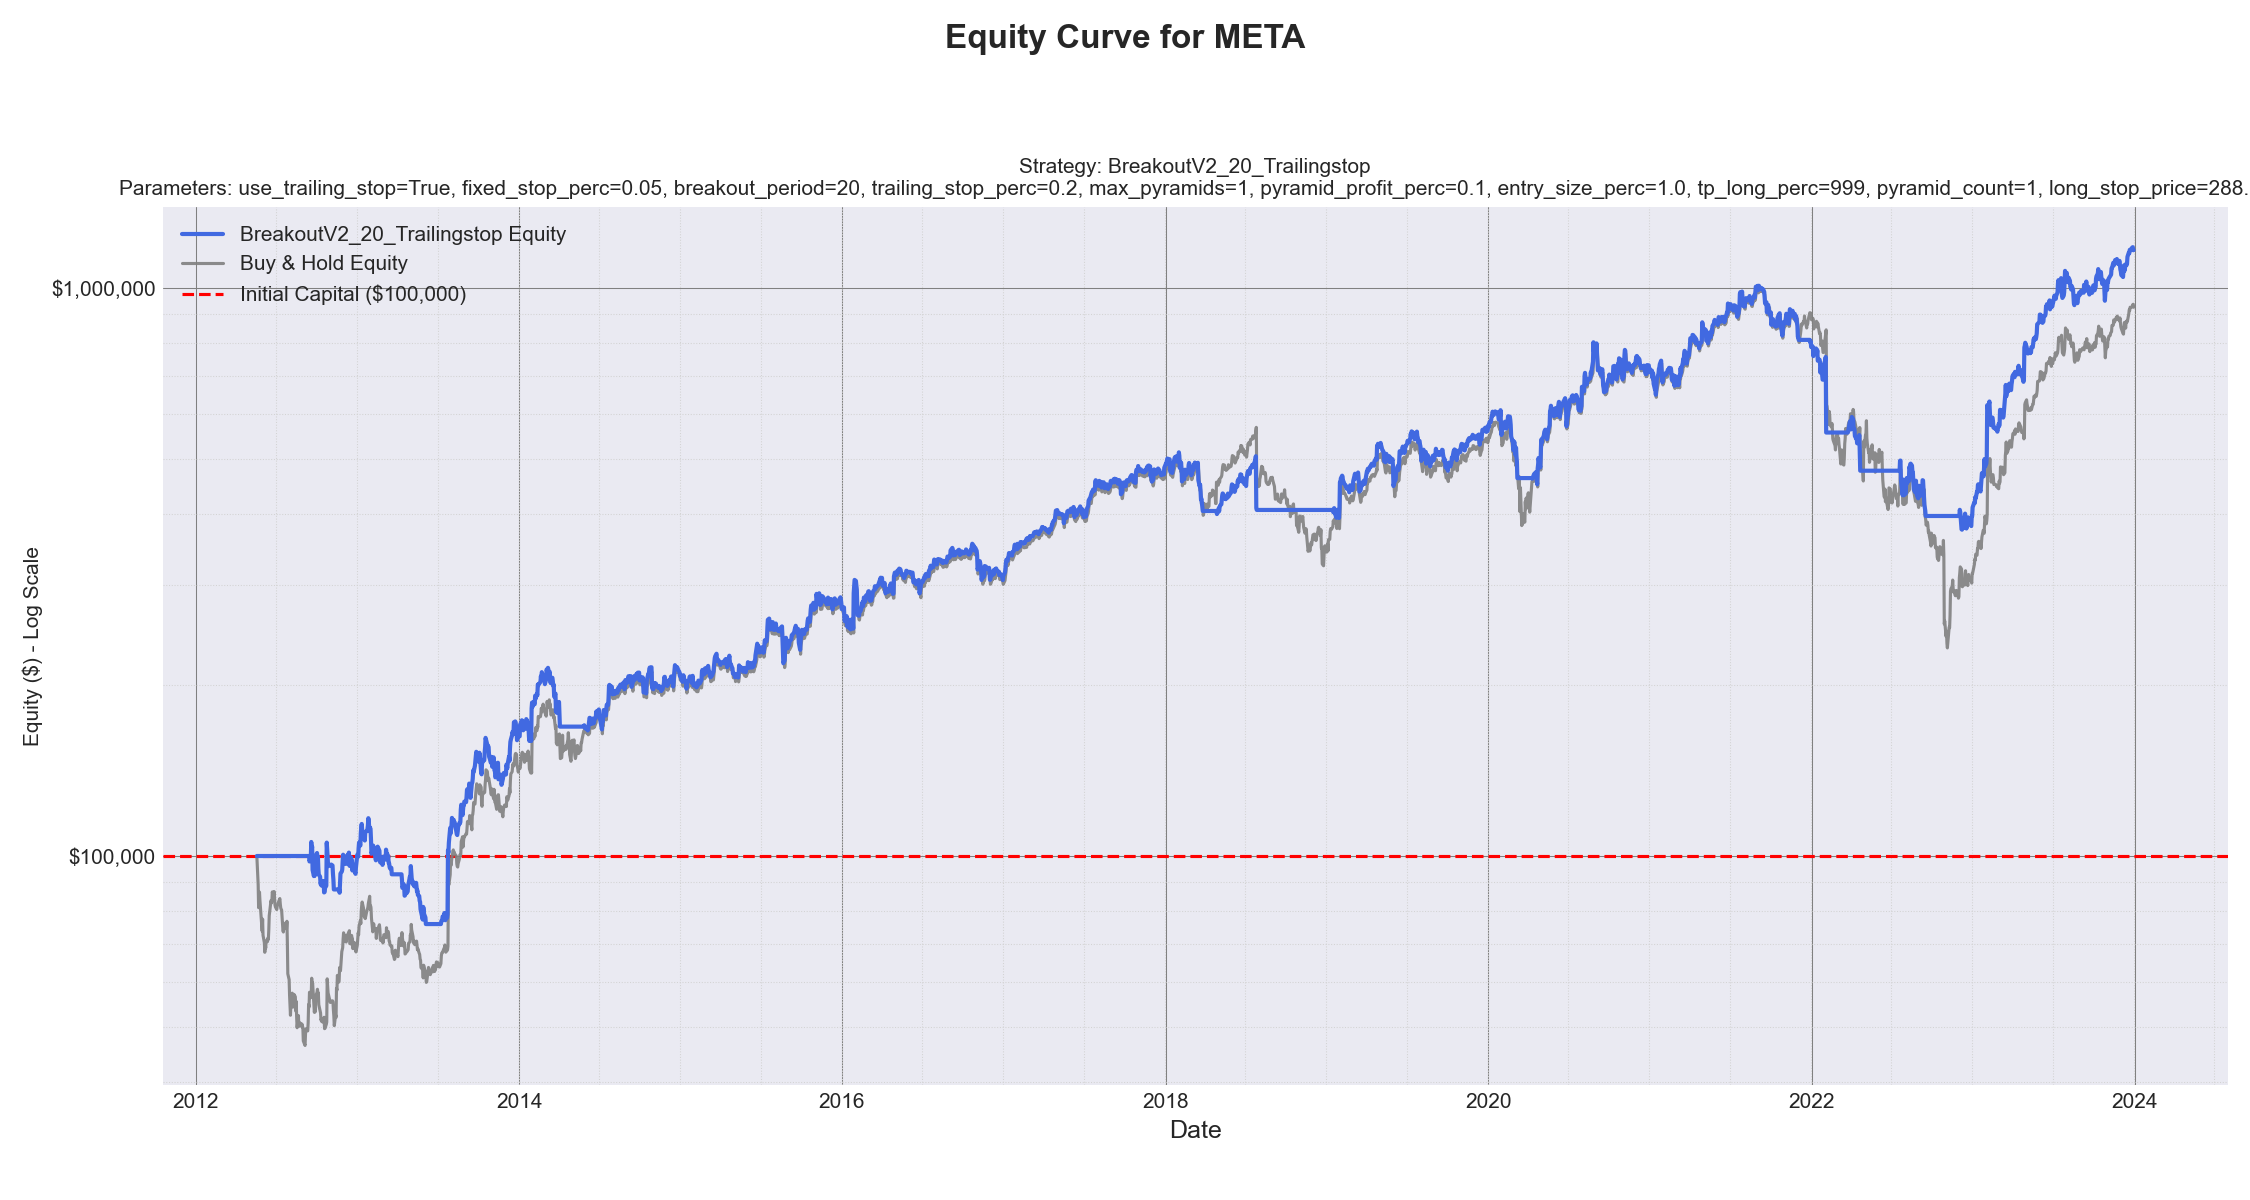 Equity Curve for META
Strategy: BreakoutV2_20_Trailingstop
Parameters: use_trailing_stop=True, fixed_stop_perc=0.05, breakout_period=20, trailing_stop_perc=0.2, max_pyramids=1, pyramid_profit_perc=0.1, entry_size_perc=1.0, tp_long_perc=999, pyramid_count=1, long_stop_price=288.
BreakoutV2_20_Trailingstop Equity
Buy & Hold Equity
Initial Capital ($100,000)
$1,000,000
$100,000
Equity ($) - Log Scale
2012 2014 2016 2018 2020 2022 2024
Date